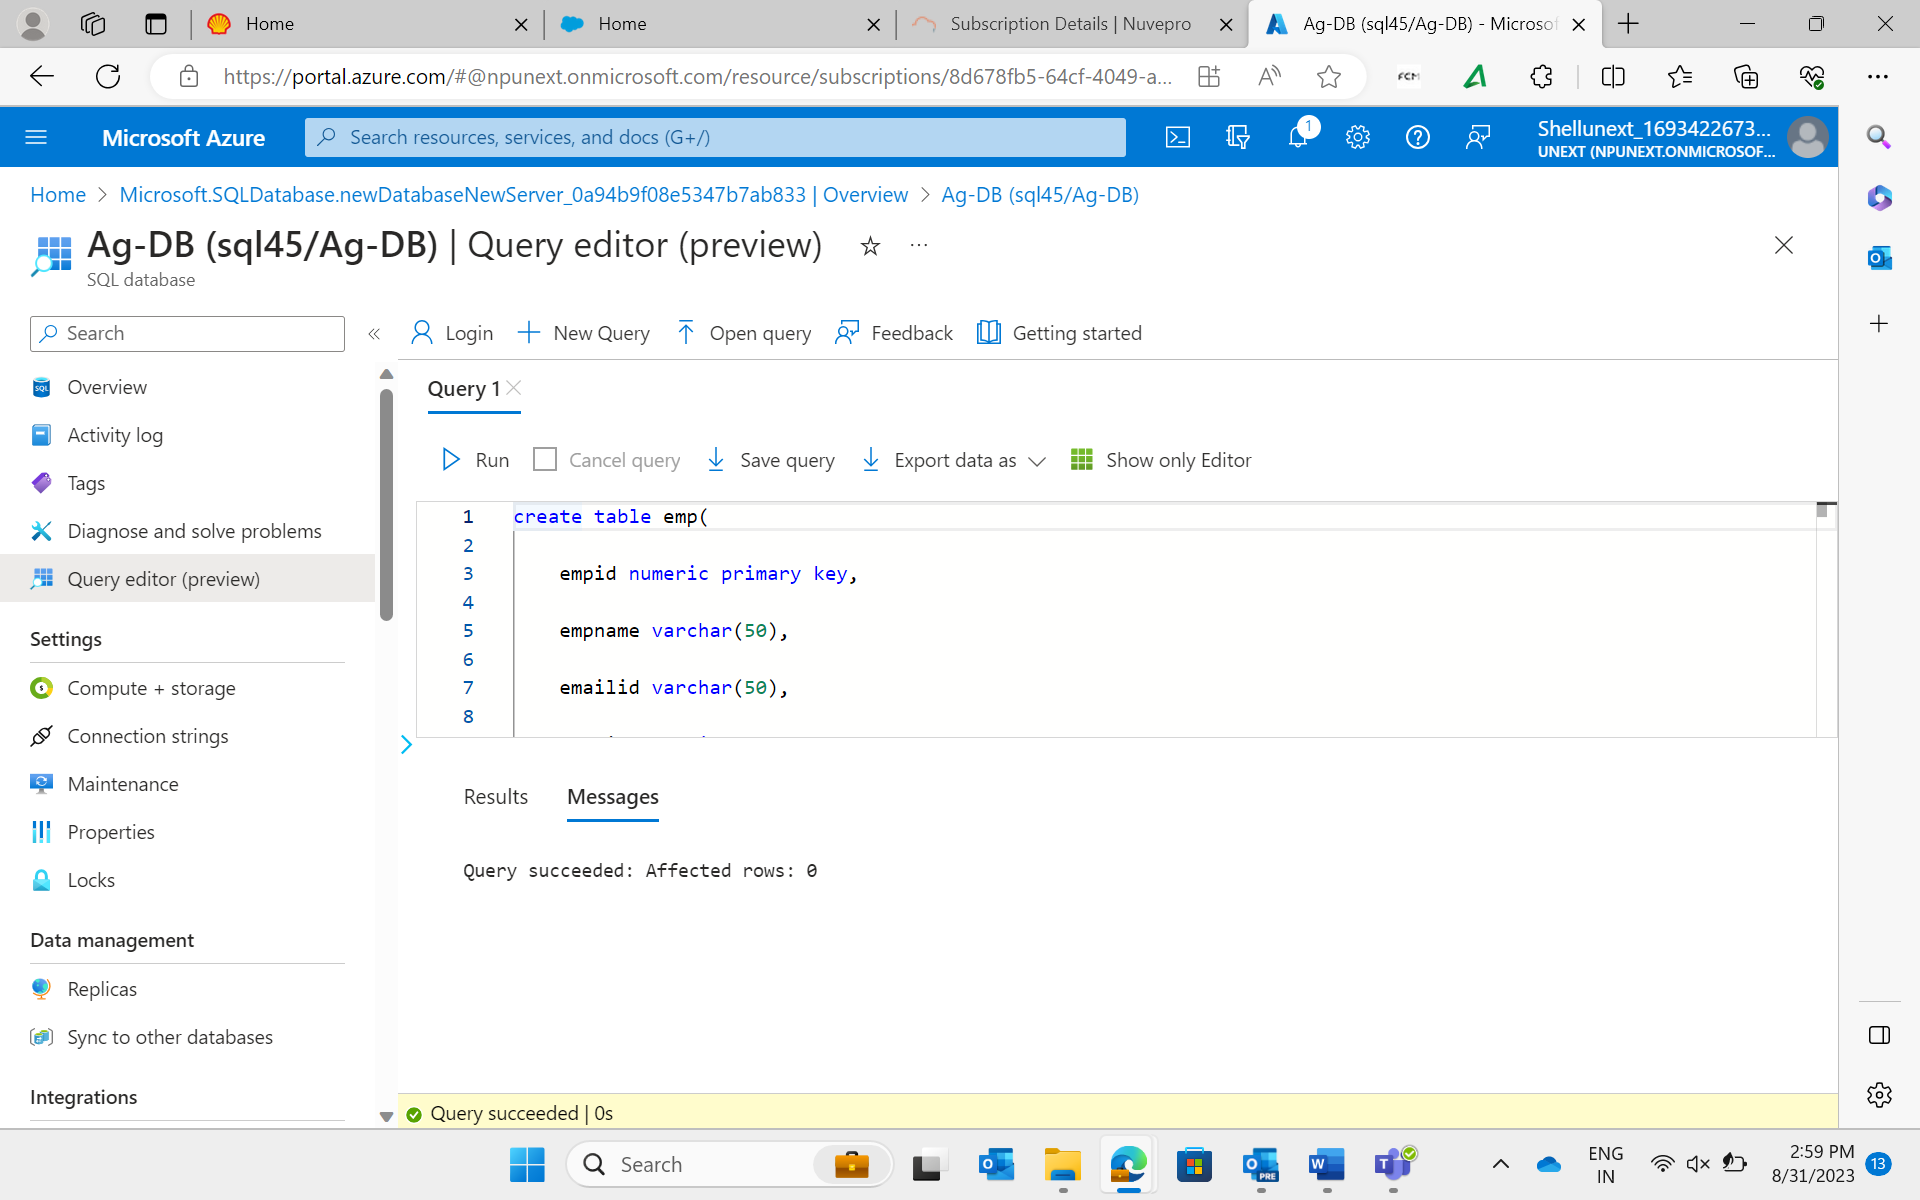 Home
Home
Subscription Details | Nuvepro
Ag-DB (sql45/Ag-DB) - Microsof
https://portal.azure.com/#@npunext.onmicrosoft.com/resource/subscriptions/8d678fb5-64cf-4049-a...
FCM
Microsoft Azure
Search resources, services, and docs (G+/)
1
Shellunext_1693422673...
UNEXT (NPUNEXT.ONMICROSOF...
Home > Microsoft.SQLDatabase.newDatabaseNewServer_0a94b9f08e5347b7ab833 | Overview > Ag-DB (sql45/Ag-DB)
Ag-DB (sql45/Ag-DB) | Query editor (preview)
SQL database
Search
Login
New Query
Open query
Feedback
Getting started
Overview
Activity log
Tags
Diagnose and solve problems
Query editor (preview)
Settings
Compute + storage
Connection strings
Maintenance
Properties
Locks
Data management
Replicas
Sync to other databases
Integrations
Query 1
Run
Cancel query
Save query
Export data as
Show only Editor
1 create table emp(
2
3 empid numeric primary key,
4
5 empname varchar(50),
6
7 emailid varchar(50),
8
Results
Messages
Query succeeded: Affected rows: 0
Query succeeded | 0s
Search
ENG
IN
2:59 PM
8/31/2023
13